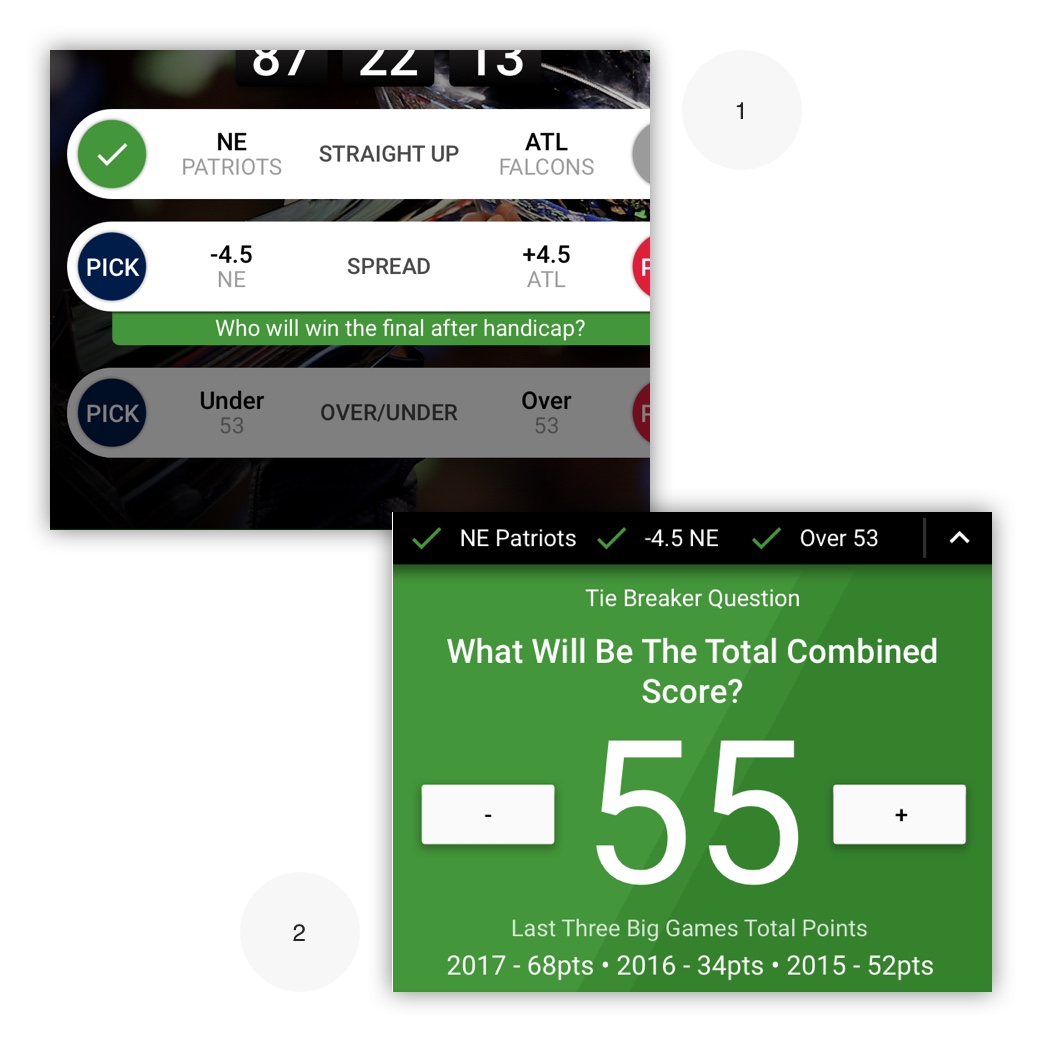 87 22 13
NE STRAIGHT UP ATL
PATRIOTS FALCONS
PICK -4.5 SPREAD +4.5
NE ATL
Who will win the final after handicap?
PICK Under OVER/UNDER Over
53 53
1
NE Patriots -4.5 NE Over 53
Tie Breaker Question
What Will Be The Total Combined
Score?
- 55 +
Last Three Big Games Total Points
2017 - 68pts • 2016 - 34pts • 2015 - 52pts
2